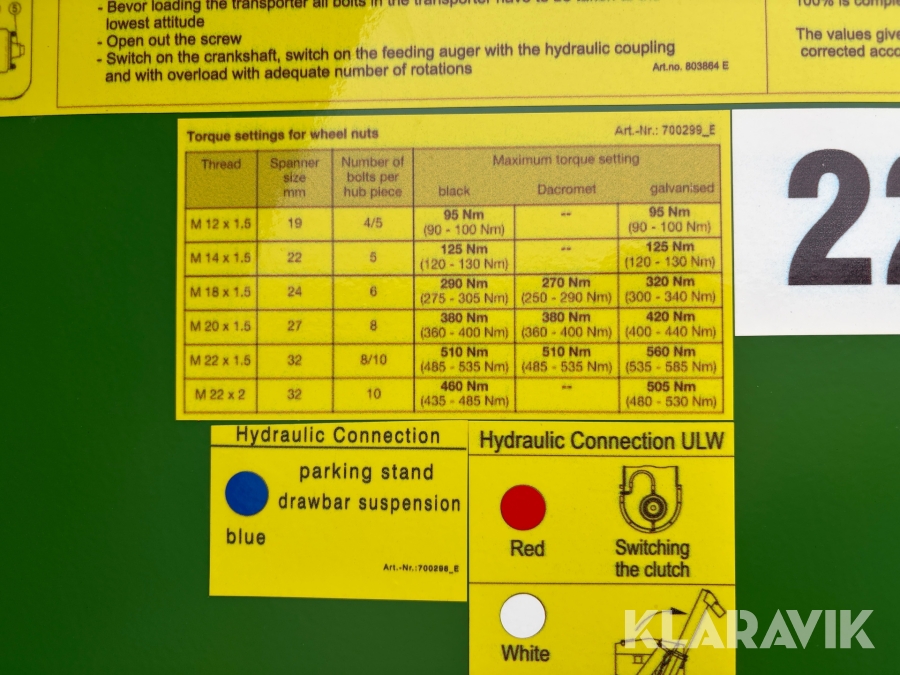 - Bevor loading the transporter all bolts in the transporter have to be taken to the
lowest attitude
- Open out the screw
- Switch on the crankshaft, switch on the feeding auger with the hydraulic coupling
and with overload with adequate number of rotations
Art.no. 803864 E
100% is comple
The values give
corrected acco
5
Torque settings for wheel nuts Art.-Nr.: 700299_E
Thread Spanner size mm Number of bolts per hub piece Maximum torque setting
black Dacromet galvanised
M 12 x 1.5 19 4/5 95 Nm (90 - 100 Nm) -- 95 Nm (90 - 100 Nm)
M 14 x 1.5 22 5 125 Nm (120 - 130 Nm) -- 125 Nm (120 - 130 Nm)
M 18 x 1.5 24 6 290 Nm (275 - 305 Nm) 270 Nm (250 - 290 Nm) 320 Nm (300 - 340 Nm)
M 20 x 1.5 27 8 380 Nm (360 - 400 Nm) 380 Nm (360 - 400 Nm) 420 Nm (400 - 440 Nm)
M 22 x 1.5 32 8/10 510 Nm (485 - 535 Nm) 510 Nm (485 - 535 Nm) 560 Nm (535 - 585 Nm)
M 22 x 2 32 10 460 Nm (435 - 485 Nm) -- 505 Nm (480 - 530 Nm)
22
Hydraulic Connection
parking stand
drawbar suspension
blue
Art.-Nr.:700298_E
Hydraulic Connection ULW
Red
Switching
the clutch
White
KLARAVIK